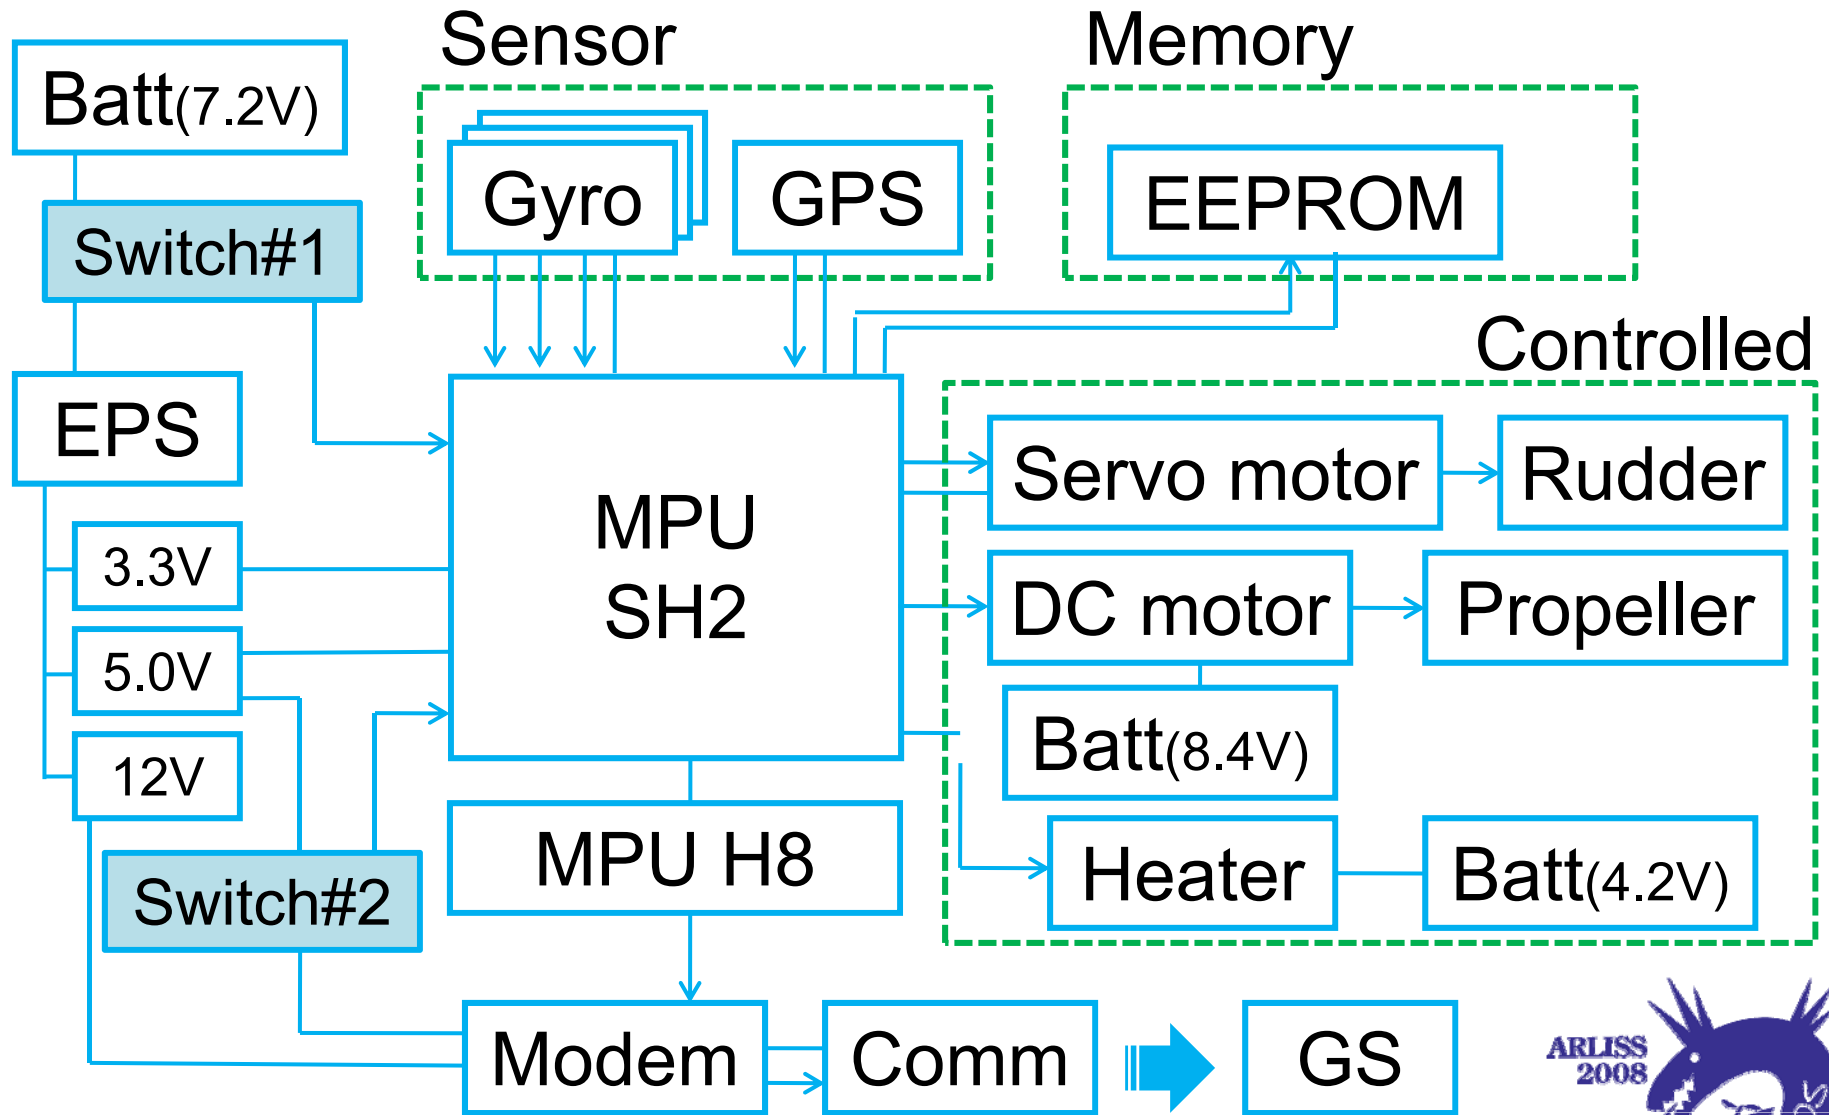 Sensor
Memory
Batt(7.2V)
Gyro
GPS
EEPROM
Switch#1
Controlled
EPS
MPU
SH2
Servo motor
Rudder
3.3V
DC motor
Propeller
5.0V
Batt(8.4V)
12V
MPU H8
Heater
Batt(4.2V)
Switch#2
Modem
Comm
GS
ARLISS
2008